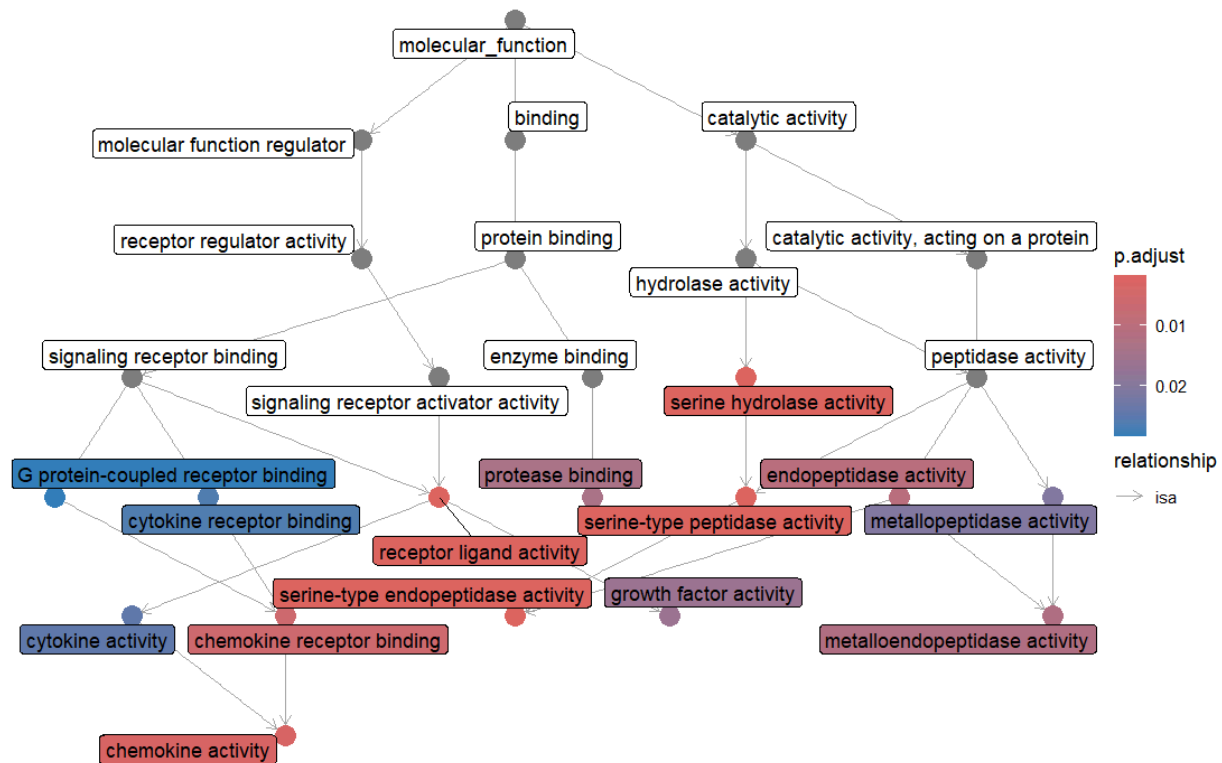 molecular_function
binding
catalytic activity
molecular function regulator
receptor regulator activity
protein binding
catalytic activity, acting on a protein
hydrolase activity
signaling receptor binding
enzyme binding
peptidase activity
signaling receptor activator activity
serine hydrolase activity
G protein-coupled receptor binding
protease binding
endopeptidase activity
cytokine receptor binding
serine-type peptidase activity
metallopeptidase activity
receptor ligand activity
serine-type endopeptidase activity
growth factor activity
cytokine activity
chemokine receptor binding
metalloendopeptidase activity
chemokine activity
p.adjust
0.01
0.02
relationship
isa